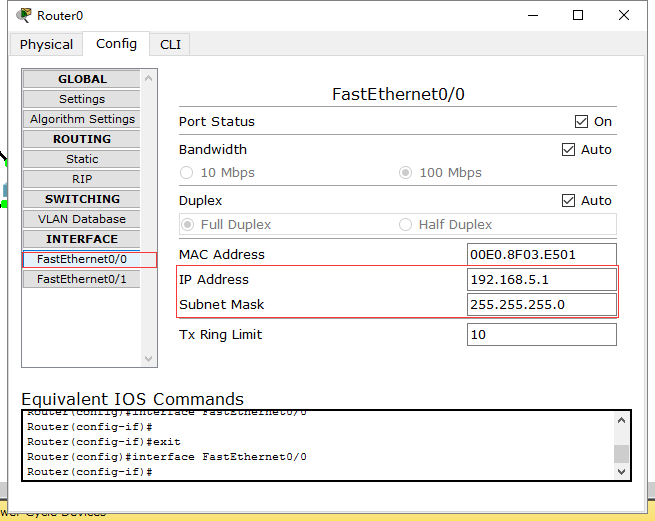 Router0
Physical Config CLI
GLOBAL
Settings
Algorithm Settings
ROUTING
Static
RIP
SWITCHING
VLAN Database
INTERFACE
FastEthernet0/0
FastEthernet0/1
FastEthernet0/0
Port Status On
Bandwidth Auto
10 Mbps 100 Mbps
Duplex Auto
Full Duplex Half Duplex
MAC Address 00E0.8F03.E501
IP Address 192.168.5.1
Subnet Mask 255.255.255.0
Tx Ring Limit 10
Equivalent IOS Commands
Router(config)#interface FastEthernet0/0
Router(config-if)#
Router(config-if)#exit
Router(config)#interface FastEthernet0/0
Router(config-if)#
Cycle Devices